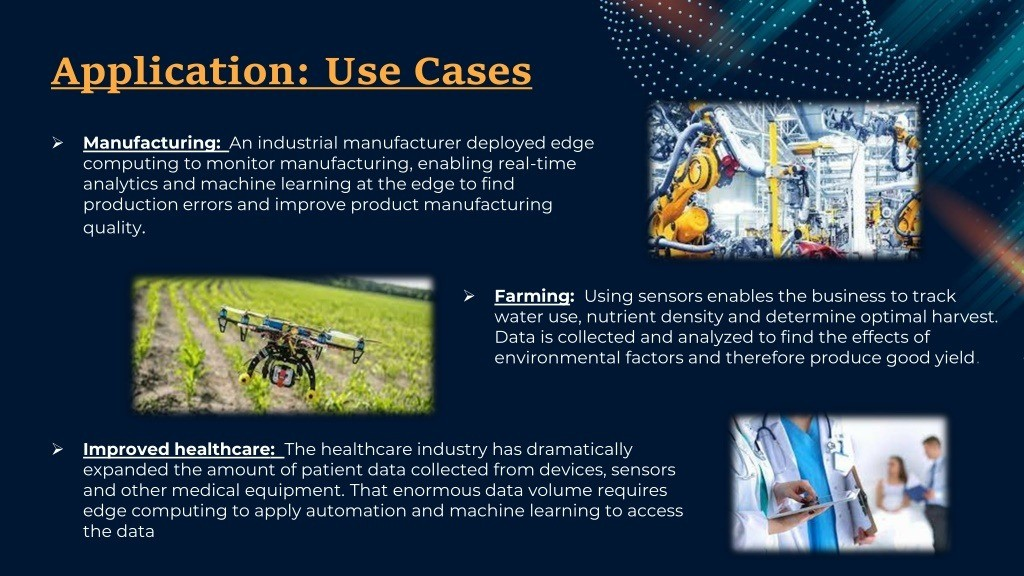 Application: Use Cases
➢ Manufacturing: An industrial manufacturer deployed edge
computing to monitor manufacturing, enabling real-time
analytics and machine learning at the edge to find
production errors and improve product manufacturing
quality.
➢ Farming: Using sensors enables the business to track
water use, nutrient density and determine optimal harvest.
Data is collected and analyzed to find the effects of
environmental factors and therefore produce good yield.
➢ Improved healthcare: The healthcare industry has dramatically
expanded the amount of patient data collected from devices, sensors
and other medical equipment. That enormous data volume requires
edge computing to apply automation and machine learning to access
the data